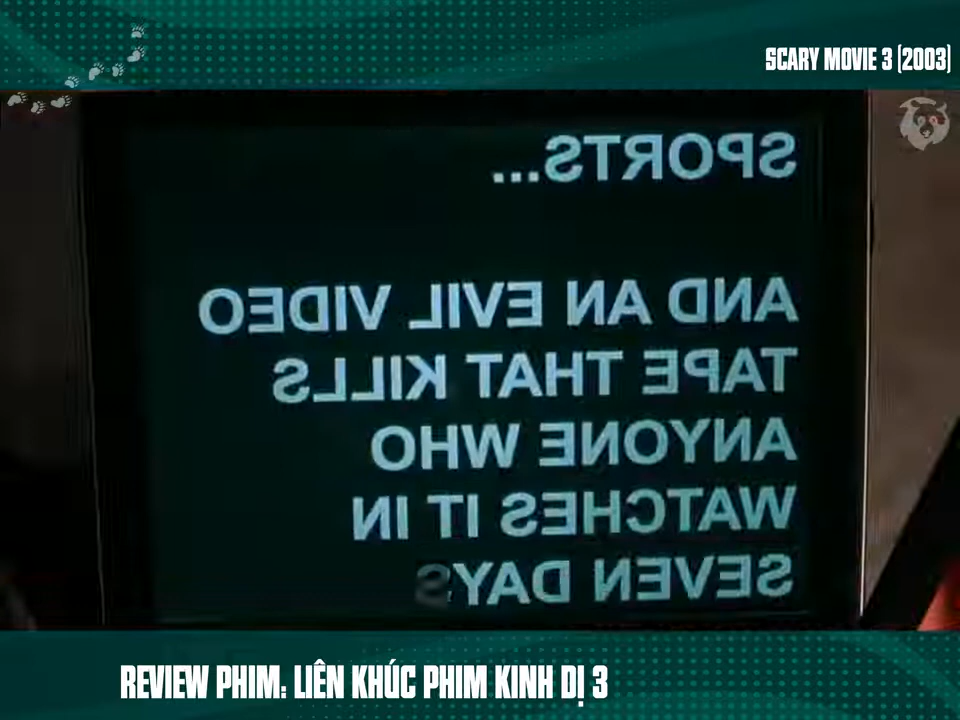 SCARY MOVIE 3 (2003)
SPORTS...
AND AN EVIL VIDEO
TAPE THAT KILLS
ANYONE WHO
WATCHES IT IN
SEVEN DAYS
REVIEW PHIM: LIÊN KHÚC PHIM KINH DỊ 3